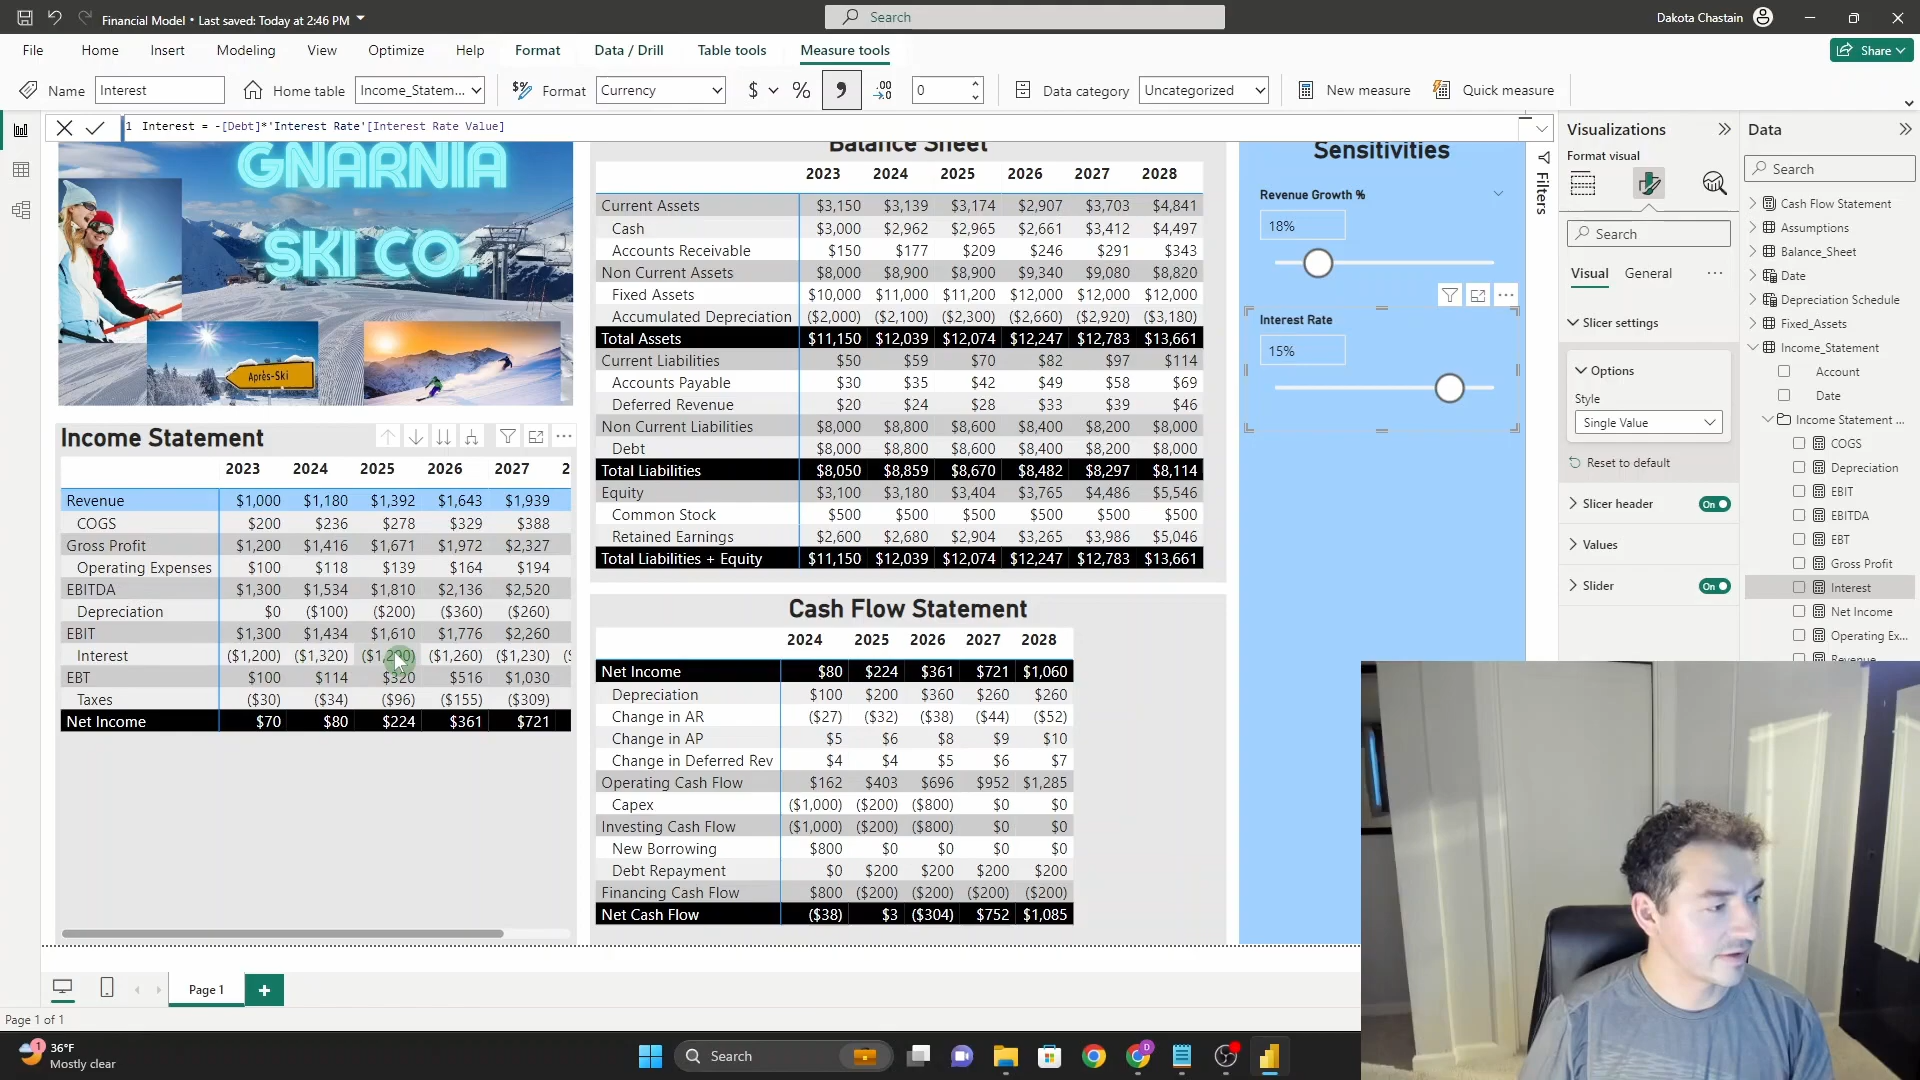 Financial Model • Last saved: Today at 2:46 PM
Search
Dakota Chastain
File Home Insert Modeling View Optimize Help Format Data / Drill Table tools Measure tools
Share
Name Interest Home table Income_Statem... Format Currency $ % 0 Data category Uncategorized New measure Quick measure
1 Interest = -[Debt]*'Interest Rate'[Interest Rate Value]
GNARNIA
SKI CO.
Après-Ski
Income Statement
2023 2024 2025 2026 2027 2
Revenue $1,000 $1,180 $1,392 $1,643 $1,939
COGS $200 $236 $278 $329 $388
Gross Profit $1,200 $1,416 $1,671 $1,972 $2,327
Operating Expenses $100 $118 $139 $164 $194
EBITDA $1,300 $1,534 $1,810 $2,136 $2,520
Depreciation $0 ($100) ($200) ($360) ($260)
EBIT $1,300 $1,434 $1,610 $1,776 $2,260
Interest ($1,200) ($1,320) ($1,290) ($1,260) ($1,230)
EBT $100 $114 $320 $516 $1,030
Taxes ($30) ($34) ($96) ($155) ($309)
Net Income $70 $80 $224 $361 $721
Balance Sheet
2023 2024 2025 2026 2027 2028
Current Assets $3,150 $3,139 $3,174 $2,907 $3,703 $4,841
Cash $3,000 $2,962 $2,965 $2,661 $3,412 $4,497
Accounts Receivable $150 $177 $209 $246 $291 $343
Non Current Assets $8,000 $8,900 $8,900 $9,340 $9,080 $8,820
Fixed Assets $10,000 $11,000 $11,200 $12,000 $12,000 $12,000
Accumulated Depreciation ($2,000) ($2,100) ($2,300) ($2,660) ($2,920) ($3,180)
Total Assets $11,150 $12,039 $12,074 $12,247 $12,783 $13,661
Current Liabilities $50 $59 $70 $82 $97 $114
Accounts Payable $30 $35 $42 $49 $58 $69
Deferred Revenue $20 $24 $28 $33 $39 $46
Non Current Liabilities $8,000 $8,800 $8,600 $8,400 $8,200 $8,000
Debt $8,000 $8,800 $8,600 $8,400 $8,200 $8,000
Total Liabilities $8,050 $8,859 $8,670 $8,482 $8,297 $8,114
Equity $3,100 $3,180 $3,404 $3,765 $4,486 $5,546
Common Stock $500 $500 $500 $500 $500 $500
Retained Earnings $2,600 $2,680 $2,904 $3,265 $3,986 $5,046
Total Liabilities + Equity $11,150 $12,039 $12,074 $12,247 $12,783 $13,661
Cash Flow Statement
2024 2025 2026 2027 2028
Net Income $80 $224 $361 $721 $1,060
Depreciation $100 $200 $360 $260 $260
Change in AR ($27) ($32) ($38) ($44) ($52)
Change in AP $5 $6 $8 $9 $10
Change in Deferred Rev $4 $4 $5 $6 $7
Operating Cash Flow $162 $403 $696 $952 $1,285
Capex ($1,000) ($200) ($800) $0 $0
Investing Cash Flow ($1,000) ($200) ($800) $0 $0
New Borrowing $800 $0 $0 $0 $0
Debt Repayment $0 $200 $200 $200 $200
Financing Cash Flow $800 ($200) ($200) ($200) ($200)
Net Cash Flow ($38) $3 ($304) $752 $1,085
Sensitivities
Revenue Growth %
18%
Interest Rate
15%
Filters
Visualizations
Format visual
Search
Visual General
Slicer settings
Options
Style
Single Value
Reset to default
Slicer header On
Values
Slider On
Data
Search
Cash Flow Statement
Assumptions
Balance_Sheet
Date
Depreciation Schedule
Fixed_Assets
Income_Statement
Account
Date
Income Statement ...
COGS
Depreciation
EBIT
EBITDA
EBT
Gross Profit
Interest
Net Income
Operating Ex...
Revenue
Page 1
Page 1 of 1
1
36°F
Mostly clear
Search
D